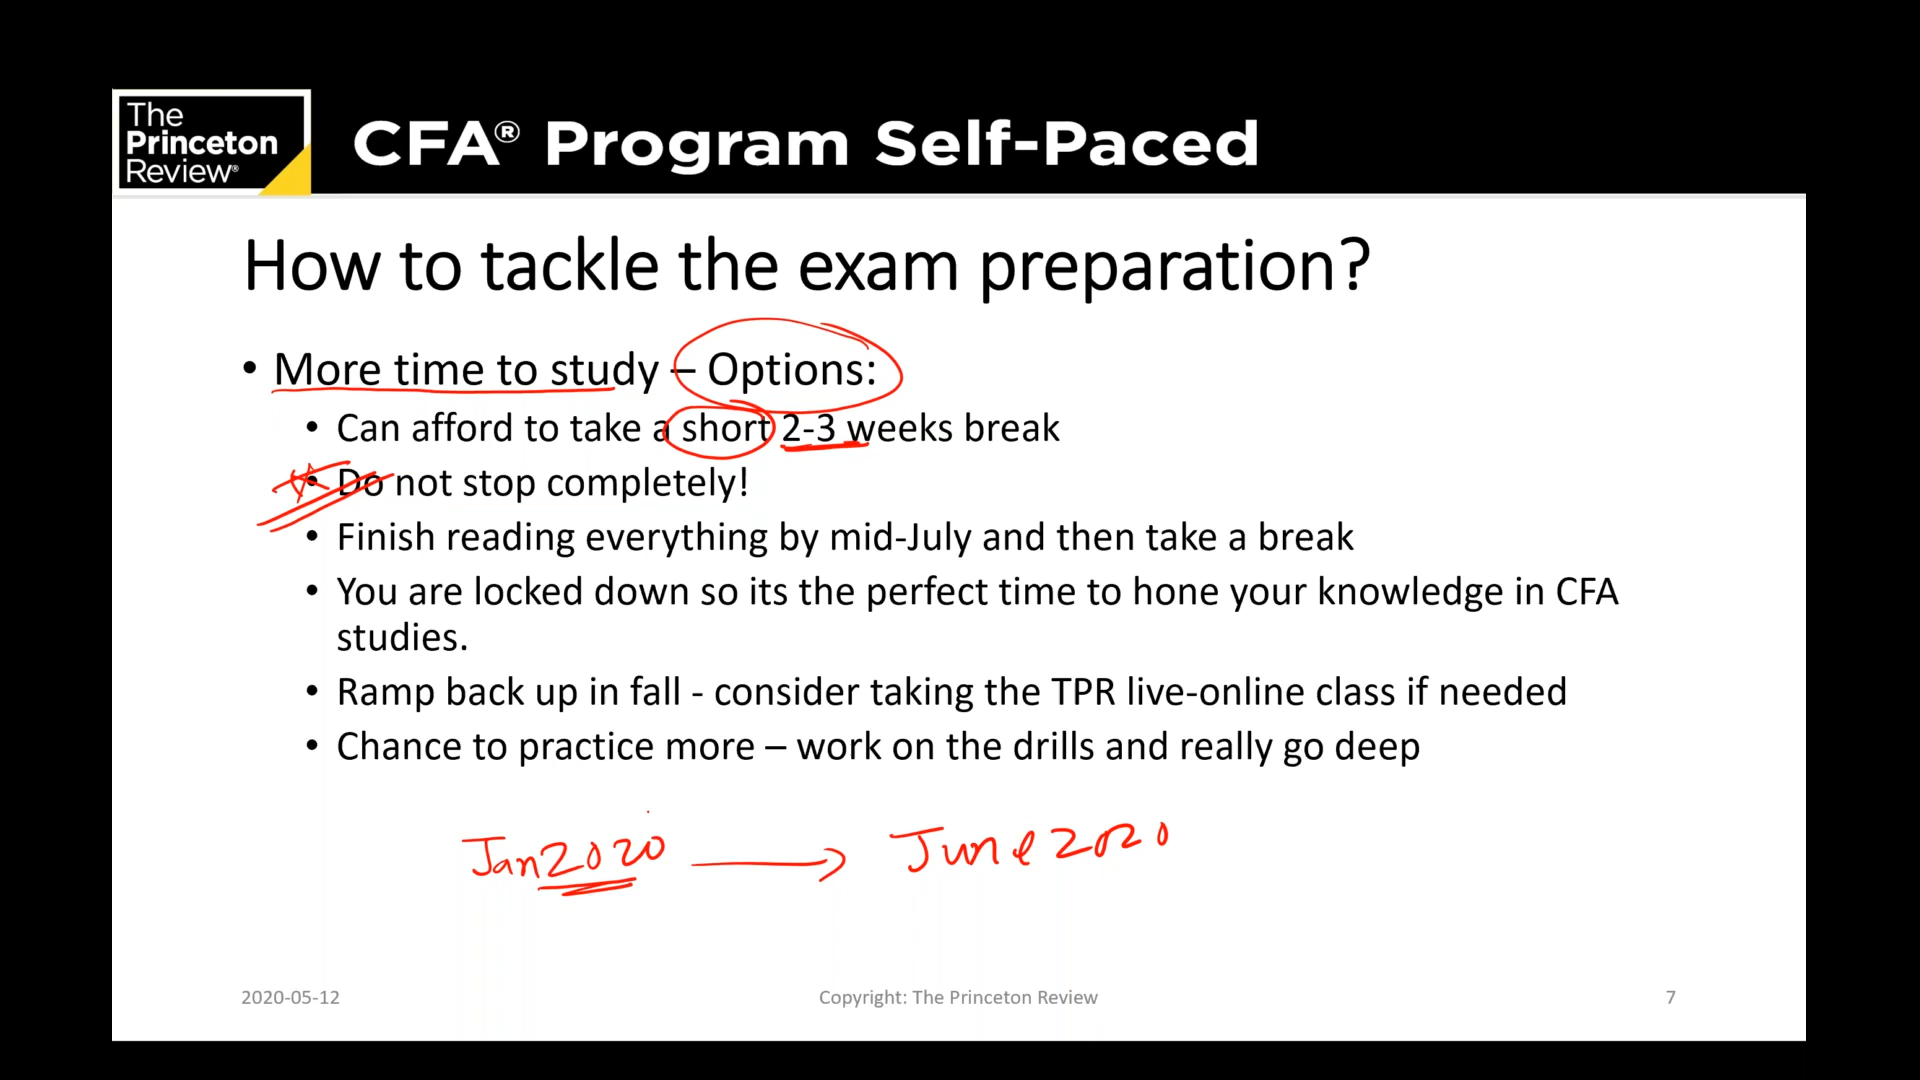 The
Princeton
Review®
CFA® Program Self-Paced
How to tackle the exam preparation?
• More time to study – Options:
• Can afford to take a short 2-3 weeks break
• Do not stop completely!
• Finish reading everything by mid-July and then take a break
• You are locked down so its the perfect time to hone your knowledge in CFA
studies.
• Ramp back up in fall - consider taking the TPR live-online class if needed
• Chance to practice more – work on the drills and really go deep
Jan 2020 → June 2020
2020-05-12 Copyright: The Princeton Review 7